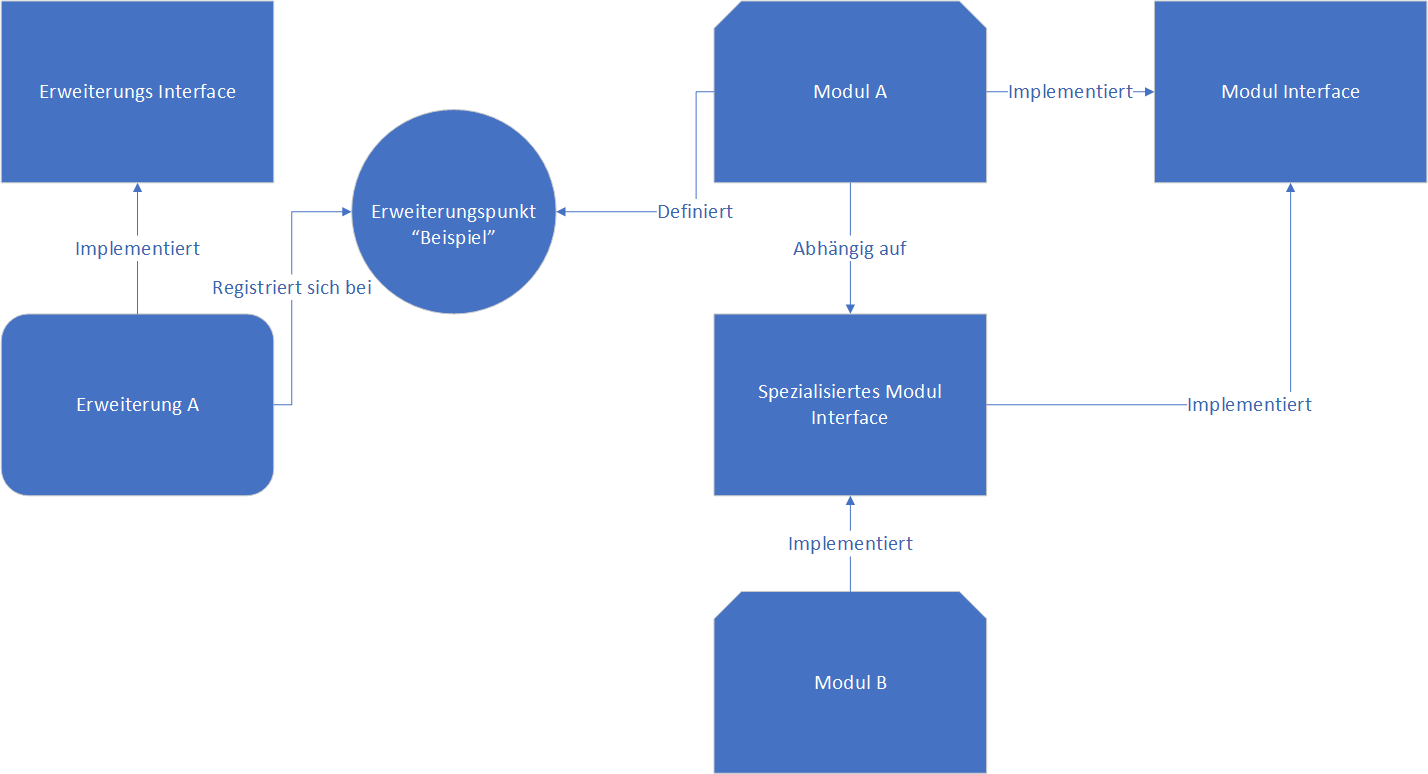 Erweiterungs Interface
Modul A
Implementiert
Modul Interface
Erweiterungspunkt
“Beispiel”
Definiert
Implementiert
Abhängig auf
Registriert sich bei
Erweiterung A
Spezialisiertes Modul
Interface
Implementiert
Implementiert
Modul B